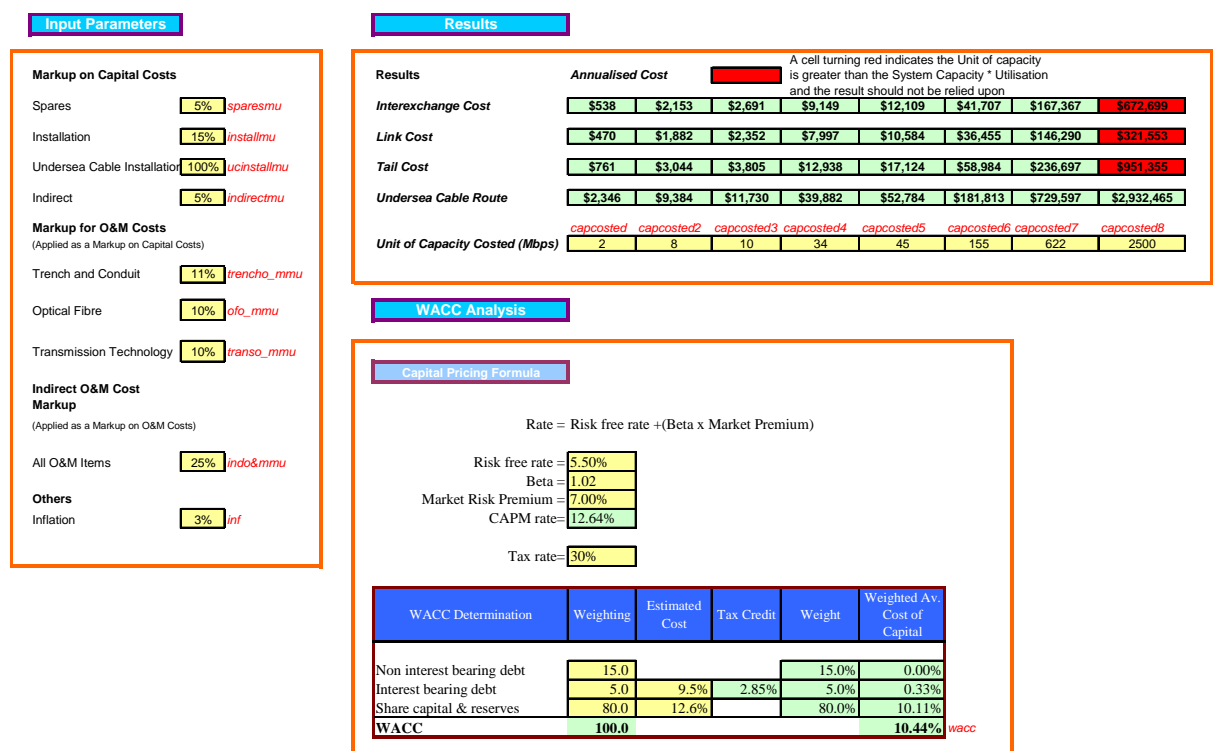 Input Parameters
Markup on Capital Costs
Spares 5% sparesmu
Installation 15% installmu
Undersea Cable Installation 100% ucinstallmu
Indirect 5% indirectmu
Markup for O&M Costs
(Applied as a Markup on Capital Costs)
Trench and Conduit 11% trencho_mmu
Optical Fibre 10% ofo_mmu
Transmission Technology 10% transo_mmu
Indirect O&M Cost
Markup
(Applied as a Markup on O&M Costs)
All O&M Items 25% indo&mmu
Others
Inflation 3% inf
Results
Results Annualised Cost
A cell turning red indicates the Unit of capacity
is greater than the System Capacity * Utilisation
and the result should not be relied upon
Interexchange Cost $538 $2,153 $2,691 $9,149 $12,109 $41,707 $167,367 $672,699
Link Cost $470 $1,882 $2,352 $7,997 $10,584 $36,455 $146,290 $321,553
Tail Cost $761 $3,044 $3,805 $12,938 $17,124 $58,984 $236,697 $951,355
Undersea Cable Route $2,346 $9,384 $11,730 $39,882 $52,784 $181,813 $729,597 $2,932,465
capcosted capcosted2 capcosted3 capcosted4 capcosted5 capcosted6 capcosted7 capcosted8
Unit of Capacity Costed (Mbps) 2 8 10 34 45 155 622 2500
WACC Analysis
Capital Pricing Formula
Rate = Risk free rate +(Beta x Market Premium)
Risk free rate = 5.50%
Beta = 1.02
Market Risk Premium = 7.00%
CAPM rate= 12.64%
Tax rate= 30%
WACC Determination Weighting Estimated Cost Tax Credit Weight Weighted Av. Cost of Capital
Non interest bearing debt 15.0 15.0% 0.00%
Interest bearing debt 5.0 9.5% 2.85% 5.0% 0.33%
Share capital & reserves 80.0 12.6% 80.0% 10.11%
WACC 100.0 10.44% wacc